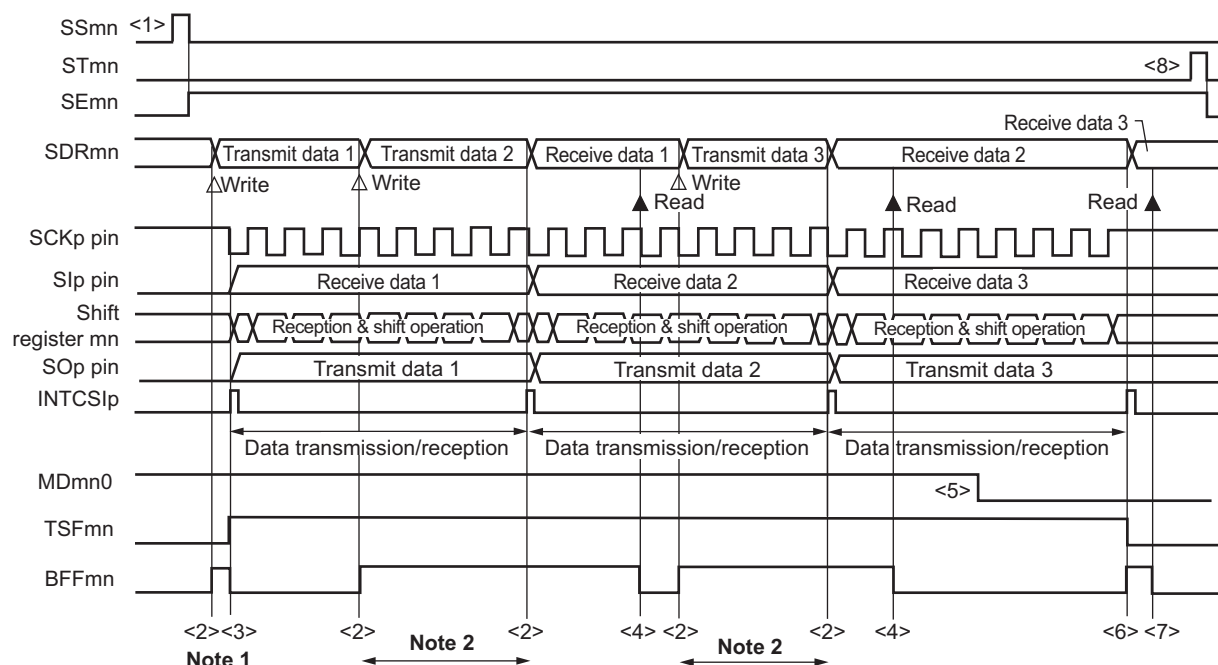 SSmn <1>
STmn <8>
SEmn
Receive data 3
SDRmn Transmit data 1 Transmit data 2 Receive data 1 Transmit data 3 Receive data 2
Write Write Write
Read Read Read
SCKp pin
SIp pin Receive data 1 Receive data 2 Receive data 3
Shift
register mn Reception & shift operation Reception & shift operation Reception & shift operation
SOp pin Transmit data 1 Transmit data 2 Transmit data 3
INTCSIp
Data transmission/reception Data transmission/reception Data transmission/reception
MDmn0 <5>
TSFmn
BFFmn
<2> <3> <2> <2> <4> <2> <2> <4> <6> <7>
Note 1 Note 2 Note 2